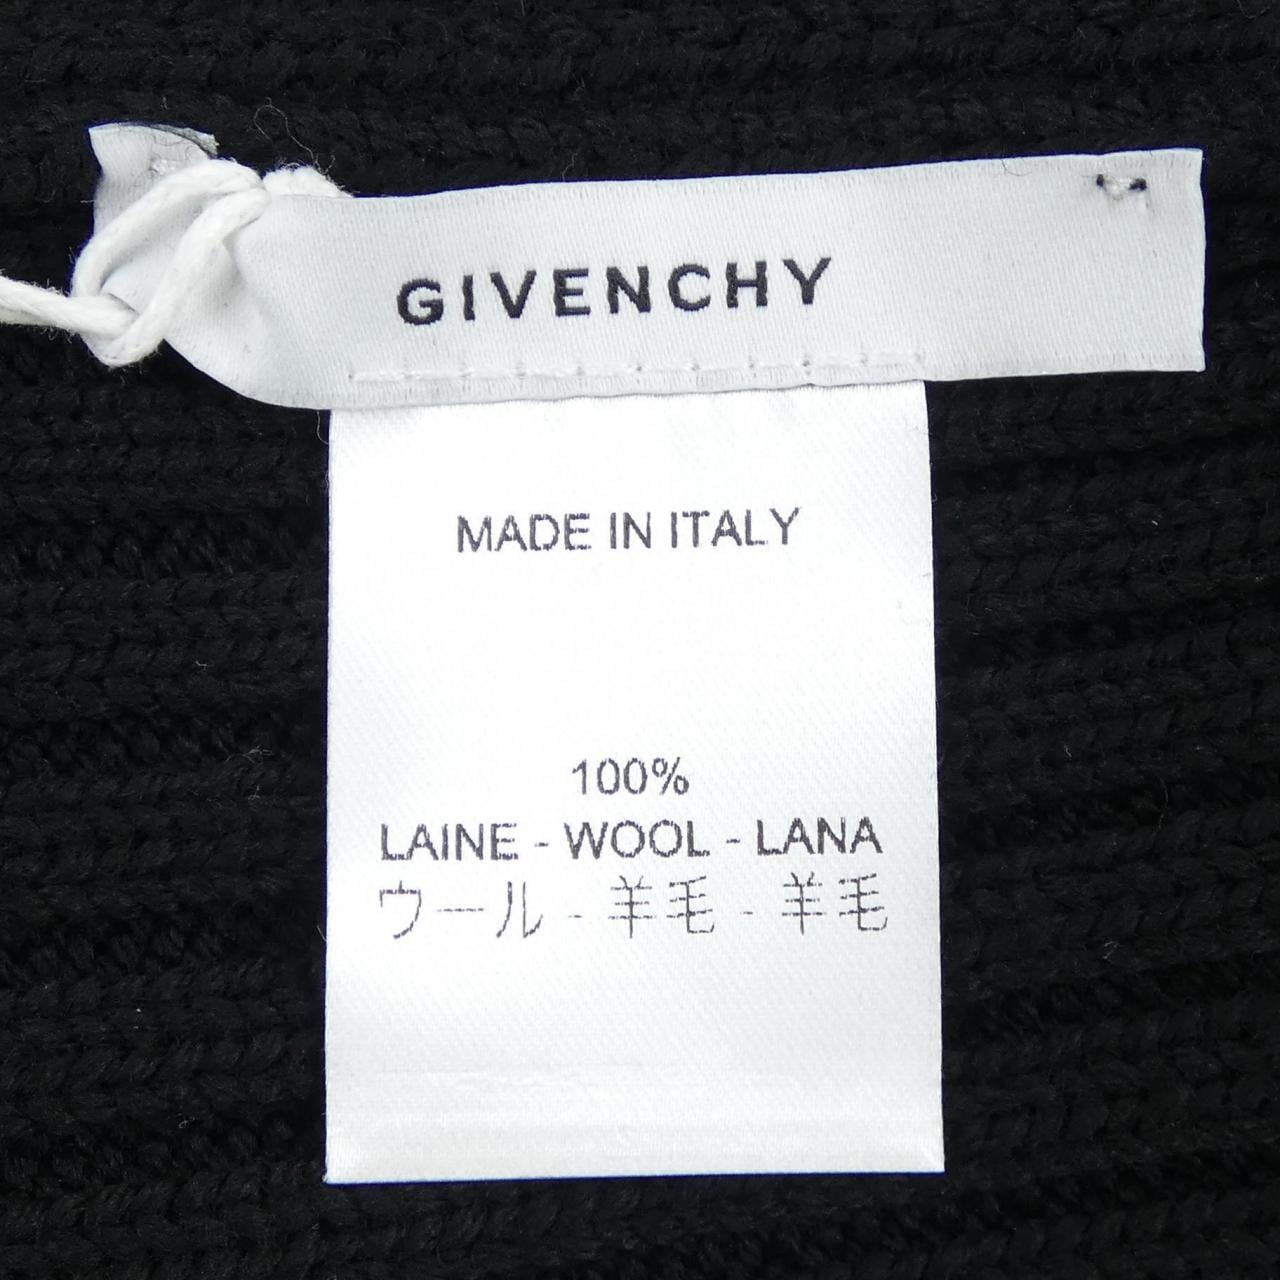 GIVENCHY
MADE IN ITALY
100%
LAINE - WOOL - LANA
ウール - 羊毛 - 羊毛